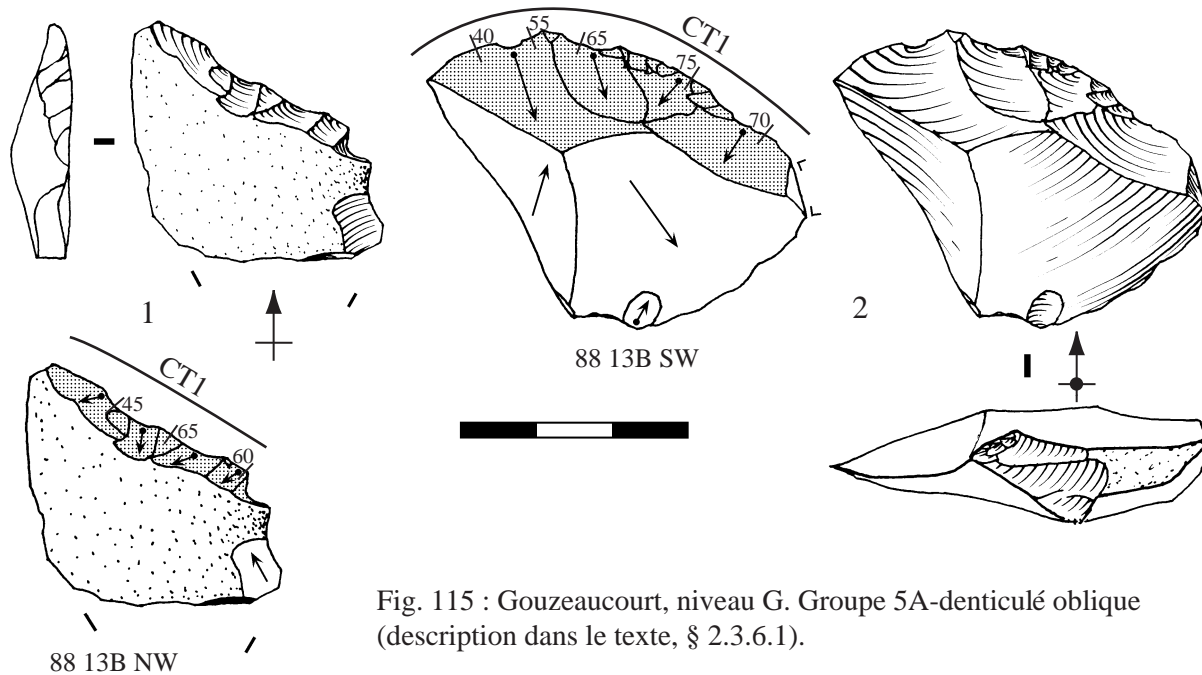 40
55
65
CT1
75
70
1
2
88 13B SW
CT1
45
65
60
88 13B NW
Fig. 115 : Gouzeaucourt, niveau G. Groupe 5A-denticulé oblique
(description dans le texte, § 2.3.6.1).